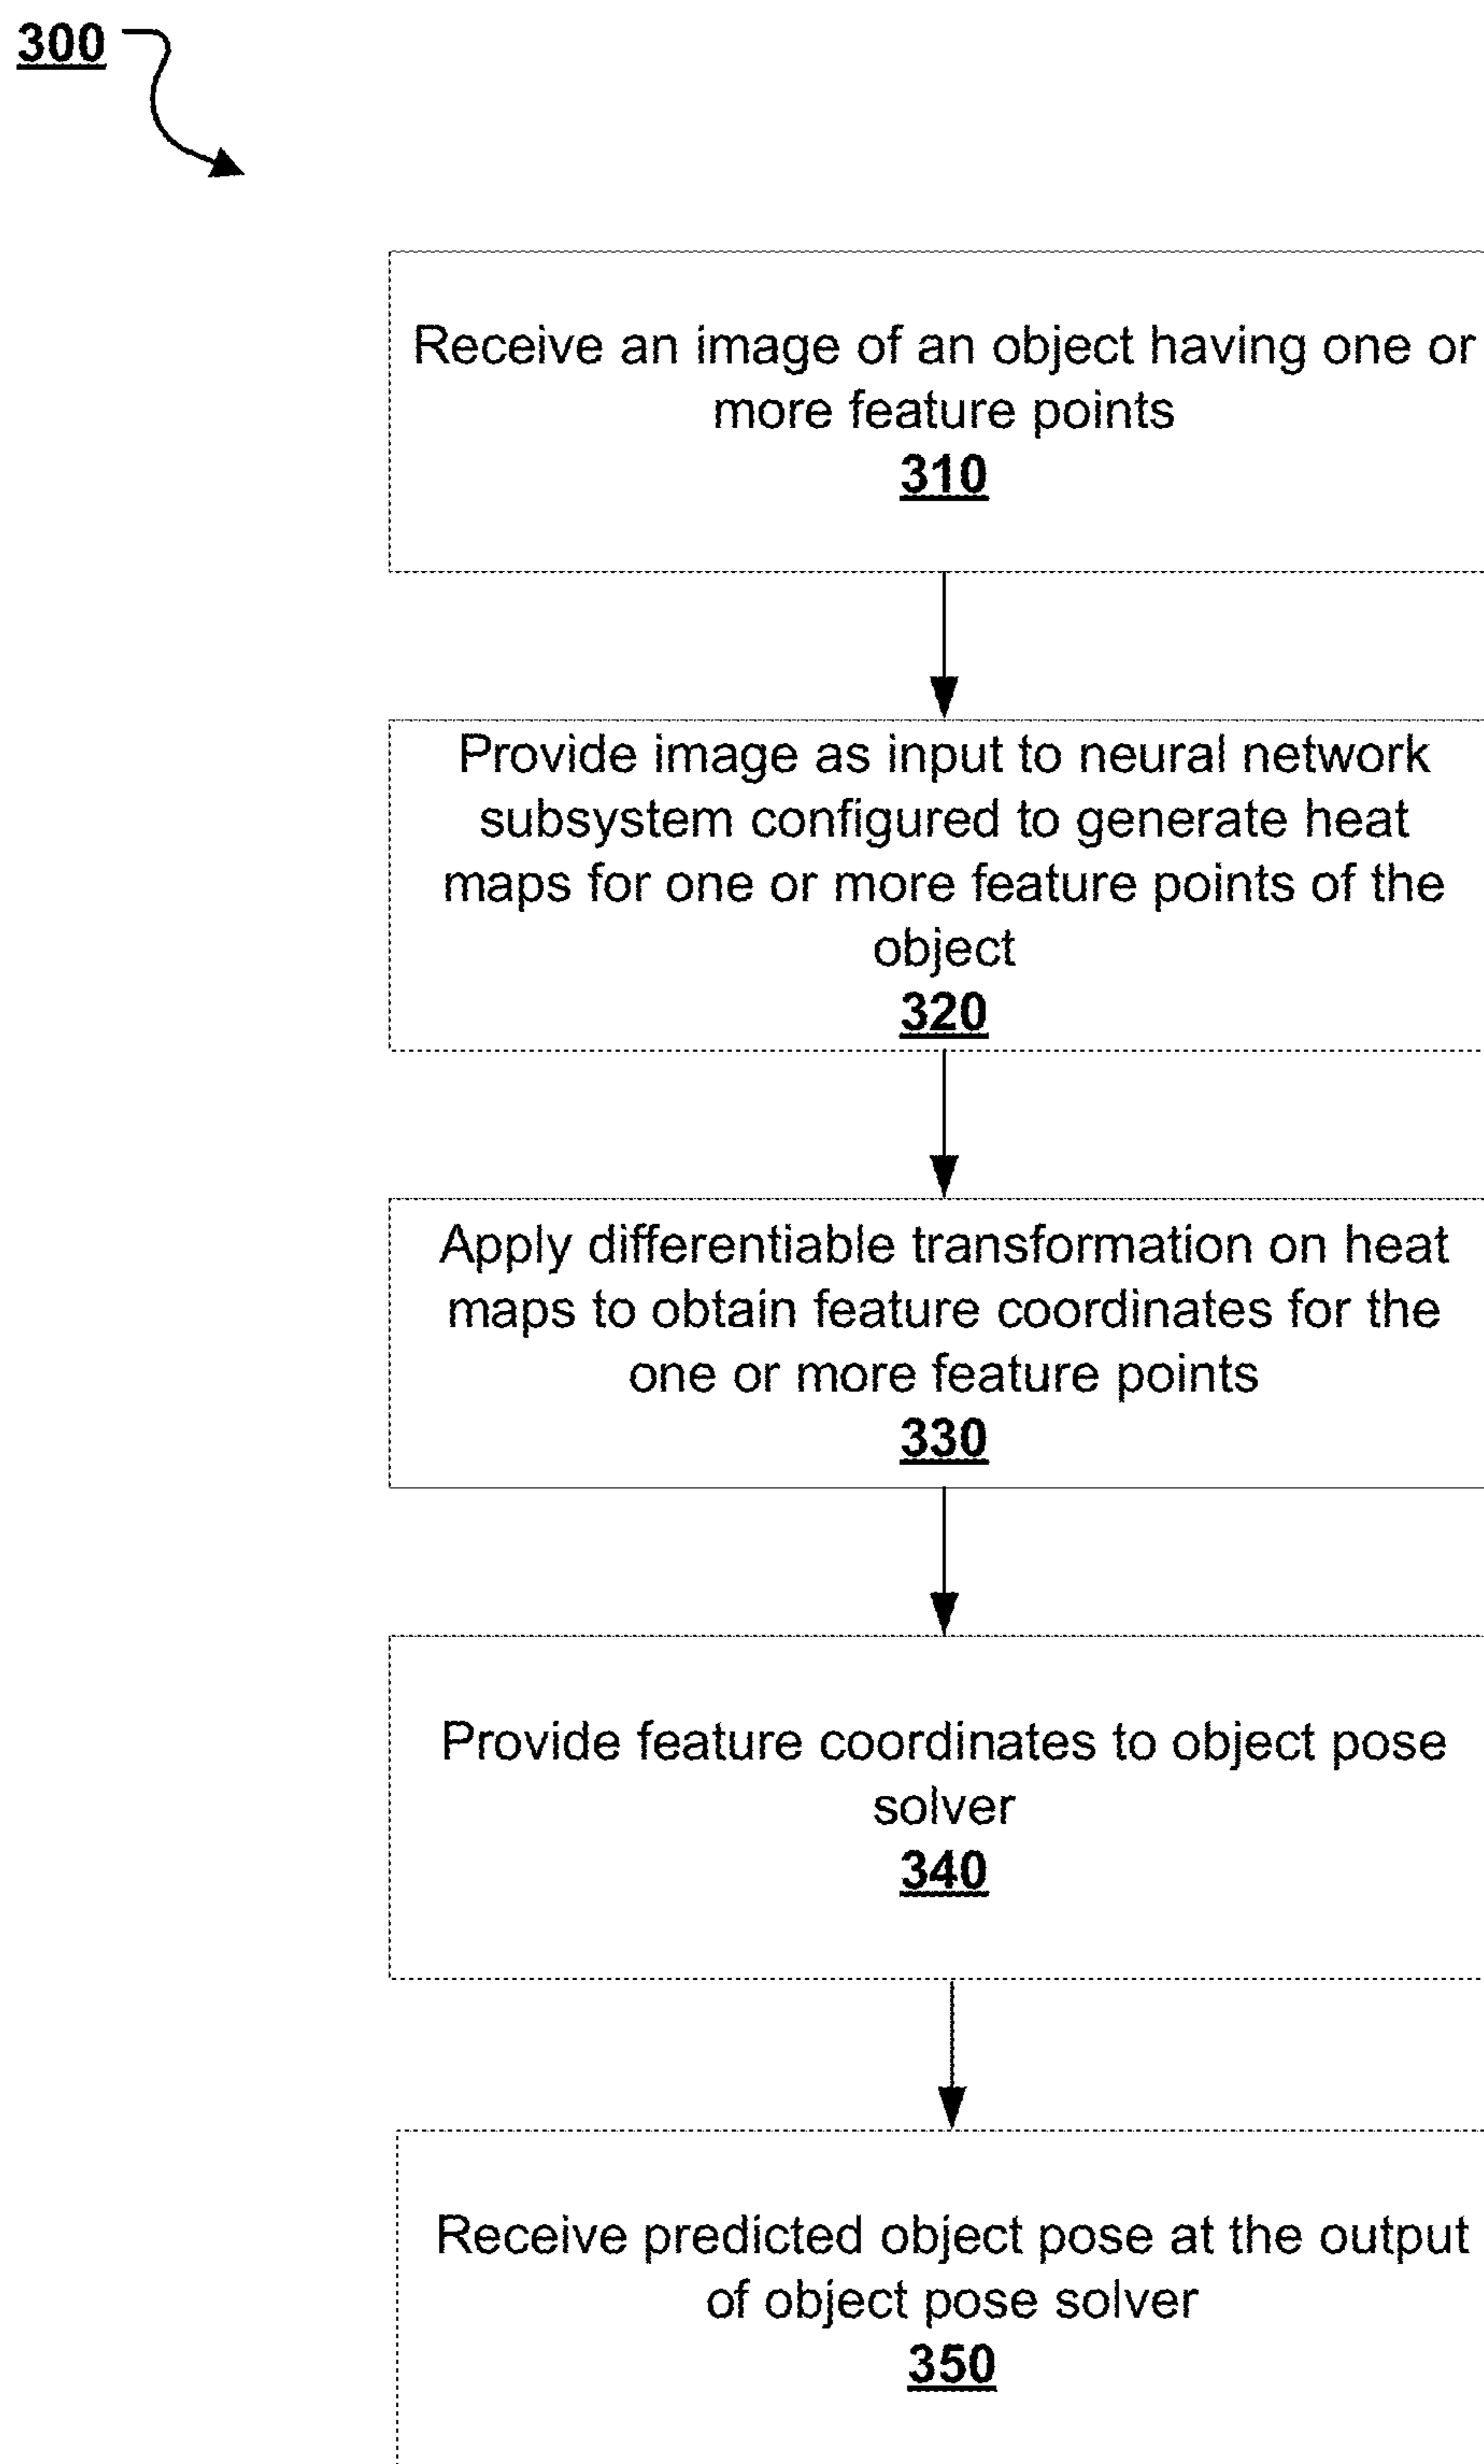 300
Receive an image of an object having one or
more feature points
310
Provide image as input to neural network
subsystem configured to generate heat
maps for one or more feature points of the
object
320
Apply differentiable transformation on heat
maps to obtain feature coordinates for the
one or more feature points
330
Provide feature coordinates to object pose
solver
340
Receive predicted object pose at the output
of object pose solver
350